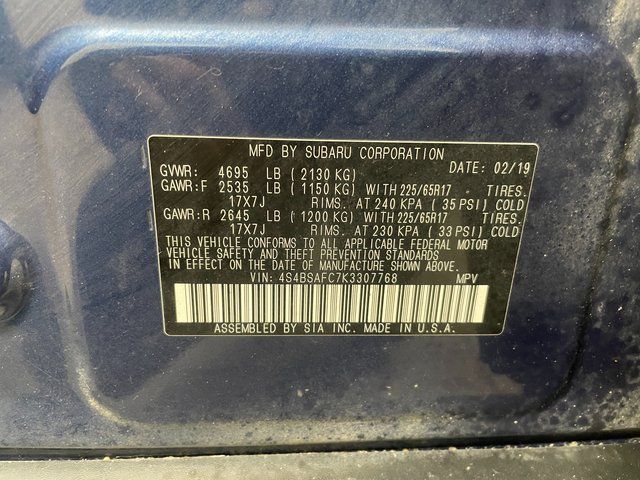 MFD BY SUBARU CORPORATION
GVWR: 4695 LB (2130 KG) DATE: 02/19
GAWR:F 2535 LB (1150 KG) WITH 225/65R17 - TIRES.
17X7J RIMS. AT 240 KPA (35 PSI) COLD
GAWR:R 2645 LB (1200 KG) WITH 225/65R17 - TIRES.
17X7J RIMS. AT 230 KPA (33 PSI) COLD
THIS VEHICLE CONFORMS TO ALL APPLICABLE FEDERAL MOTOR
VEHICLE SAFETY AND THEFT PREVENTION STANDARDS
IN EFFECT ON THE DATE OF MANUFACTURE SHOWN ABOVE.
VIN: 4S4BSAFC7K3307768 MPV
ASSEMBLED BY SIA INC. MADE IN U.S.A.